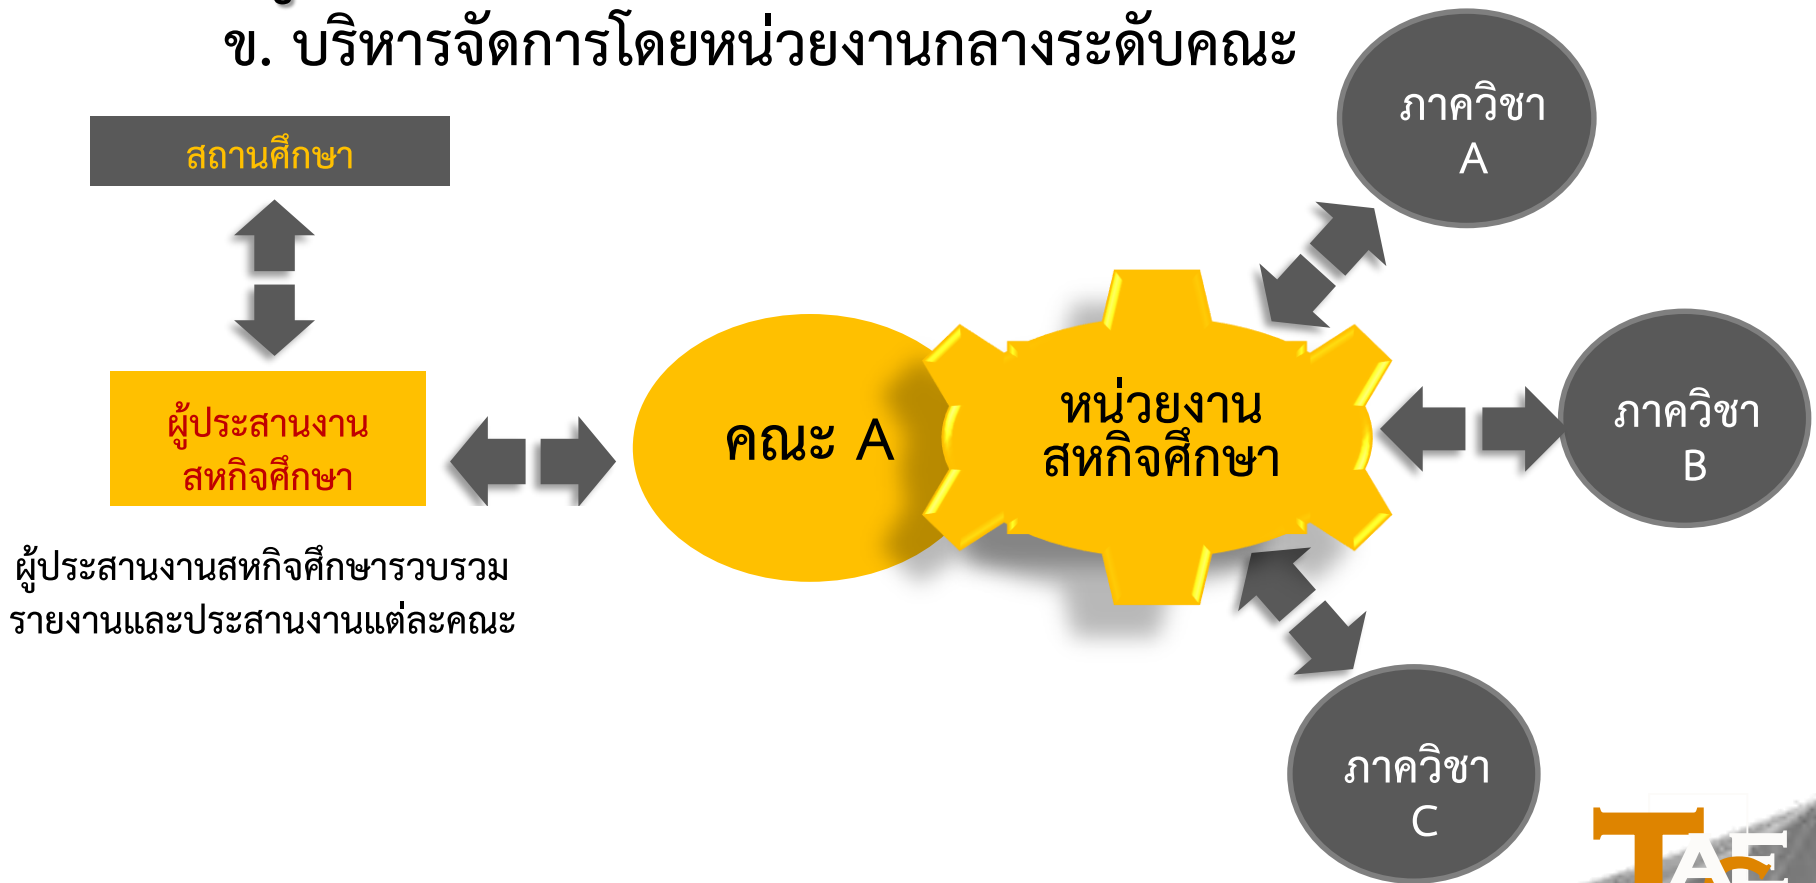 ข. บริหารจัดการโดยหน่วยงานกลางระดับคณะ
ภาควิชา
A
สถานศึกษา
หน่วยงาน
สหกิจศึกษา
คณะ A
ภาควิชา
B
ผู้ประสานงาน
สหกิจศึกษา
ผู้ประสานงานสหกิจศึกษารวบรวม
รายงานและประสานงานแต่ละคณะ
ภาควิชา
C